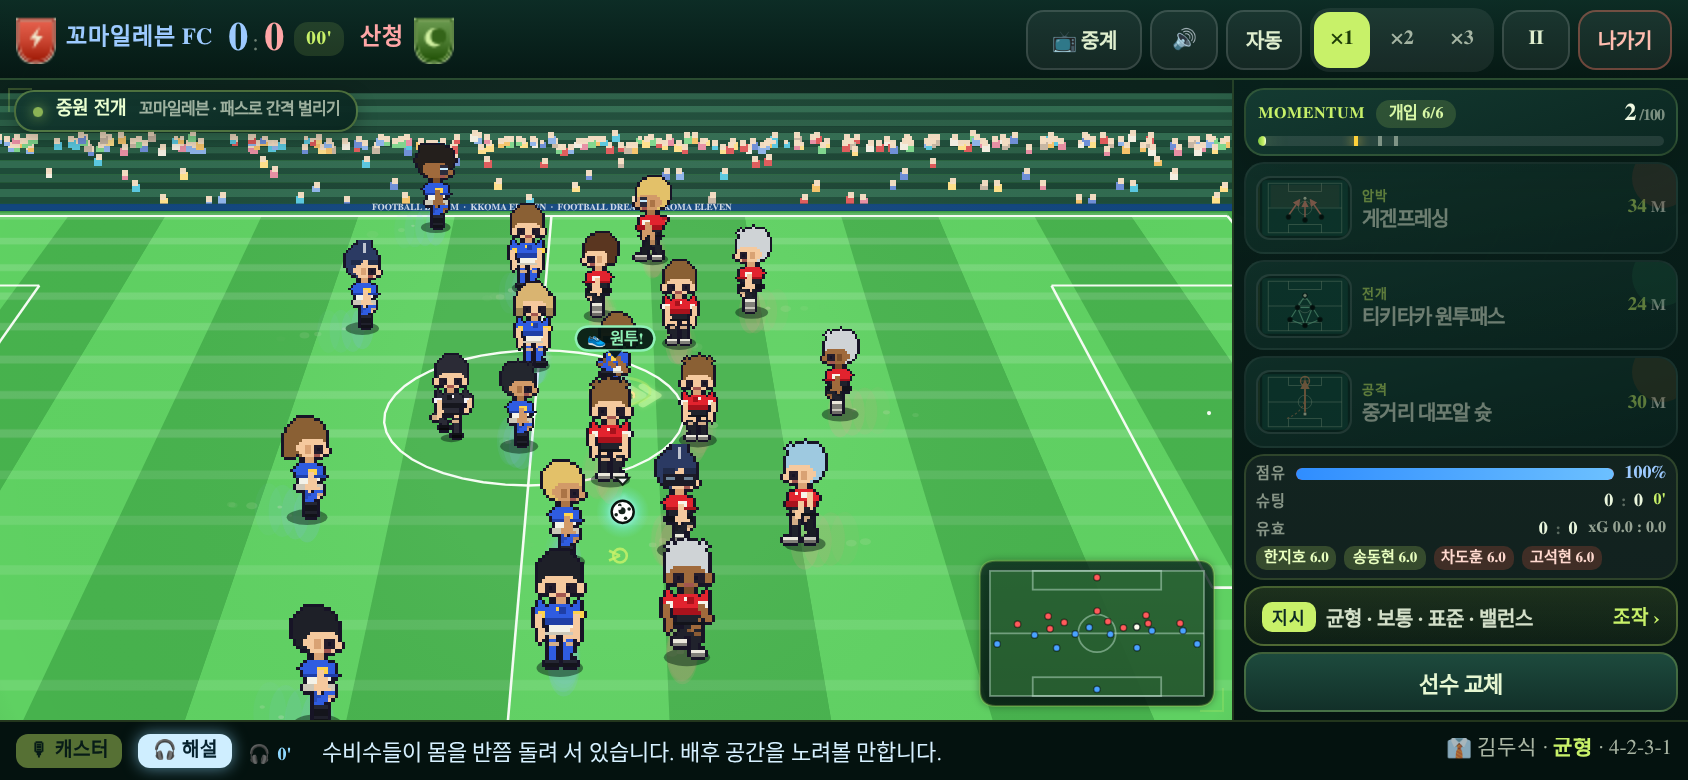 꼬마일레븐 FC 0 : 0 00' 산청
중계
자동
×1 ×2 ×3
II
나가기
중원 전개 꼬마일레븐 · 패스로 간격 벌리기
MOMENTUM 개입 6/6 2 /100
압박
게겐프레싱 34 M
전개
티키타카 원투패스 24 M
공격
중거리 대포알 슛 30 M
원투!
점유 100%
슈팅 0 : 0 0'
유효 0 : 0 xG 0.0 : 0.0
한지호 6.0 송동현 6.0 차도훈 6.0 고석현 6.0
지시 균형 · 보통 · 표준 · 밸런스 조작 ›
선수 교체
캐스터 해설 0' 수비수들이 몸을 반쯤 돌려 서 있습니다. 배후 공간을 노려볼 만합니다.
김두식 · 균형 · 4-2-3-1